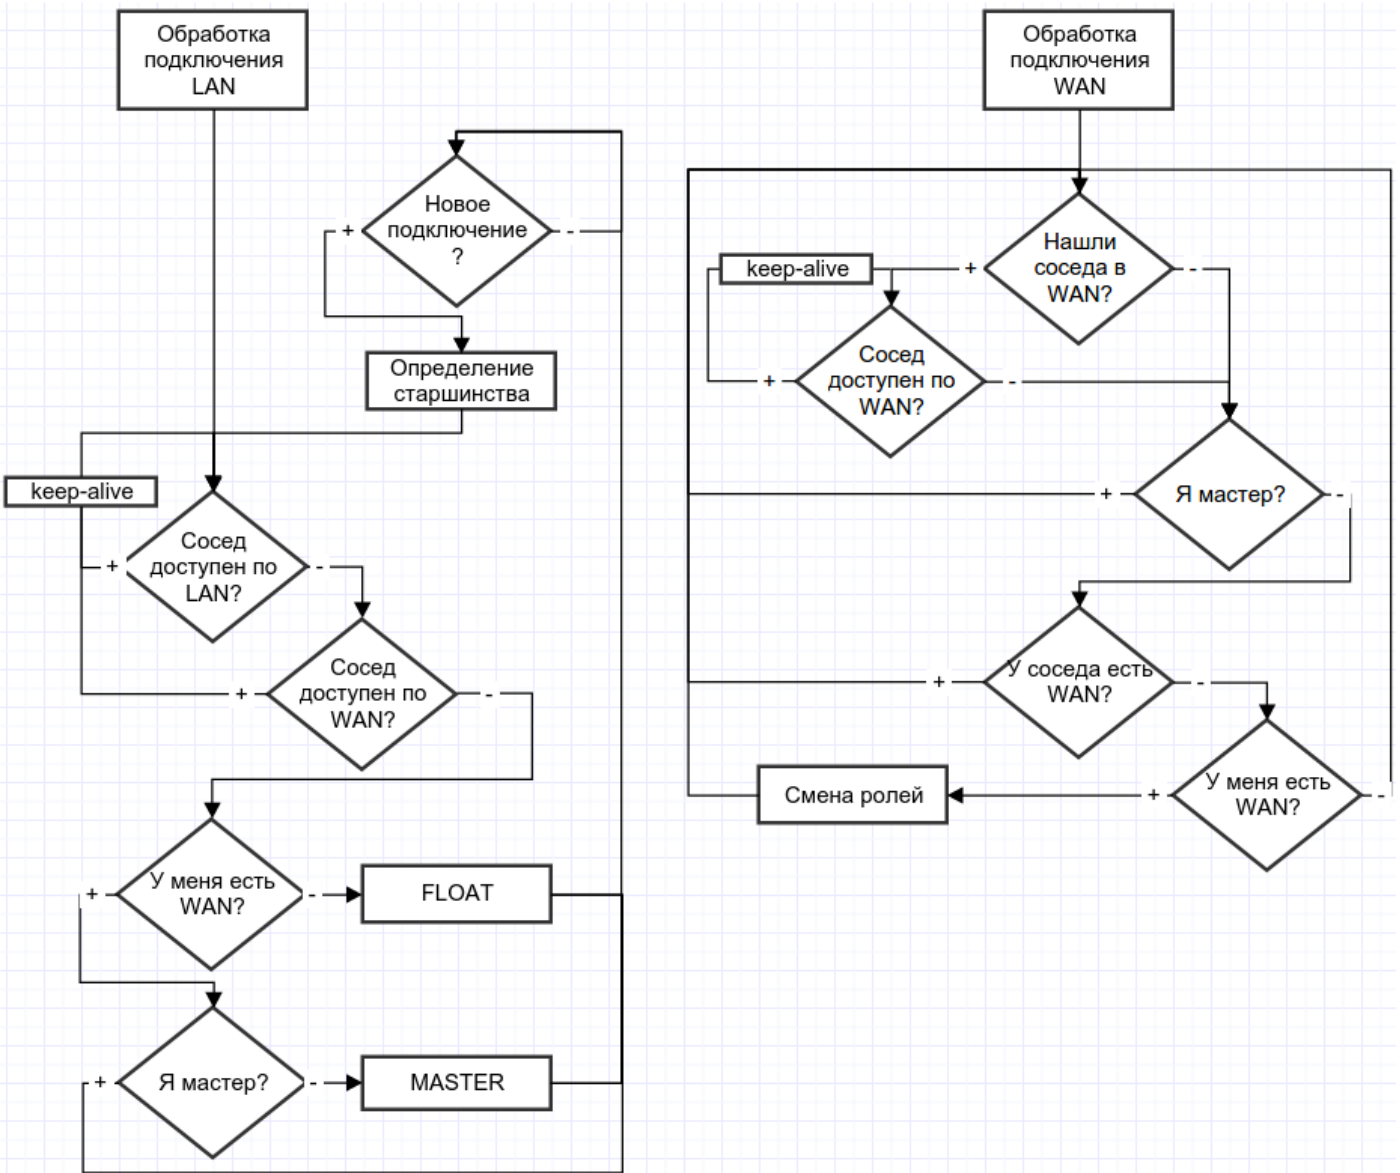 Обработка
подключения
LAN
Новое
подключение
?
+
-
Определение
старшинства
keep-alive
Сосед
доступен по
LAN?
+
-
Сосед
доступен по
WAN?
+
-
У меня есть
WAN?
+
-
FLOAT
Я мастер?
+
-
MASTER
Обработка
подключения
WAN
Нашли
соседа в
WAN?
+
-
keep-alive
Сосед
доступен по
WAN?
+
-
Я мастер?
+
-
У соседа есть
WAN?
+
-
У меня есть
WAN?
+
-
Смена ролей